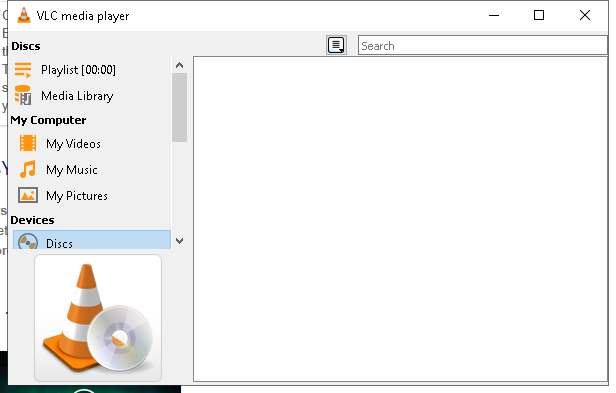 VLC media player
Discs
Search
Playlist [00:00]
Media Library
My Computer
My Videos
My Music
My Pictures
Devices
Discs